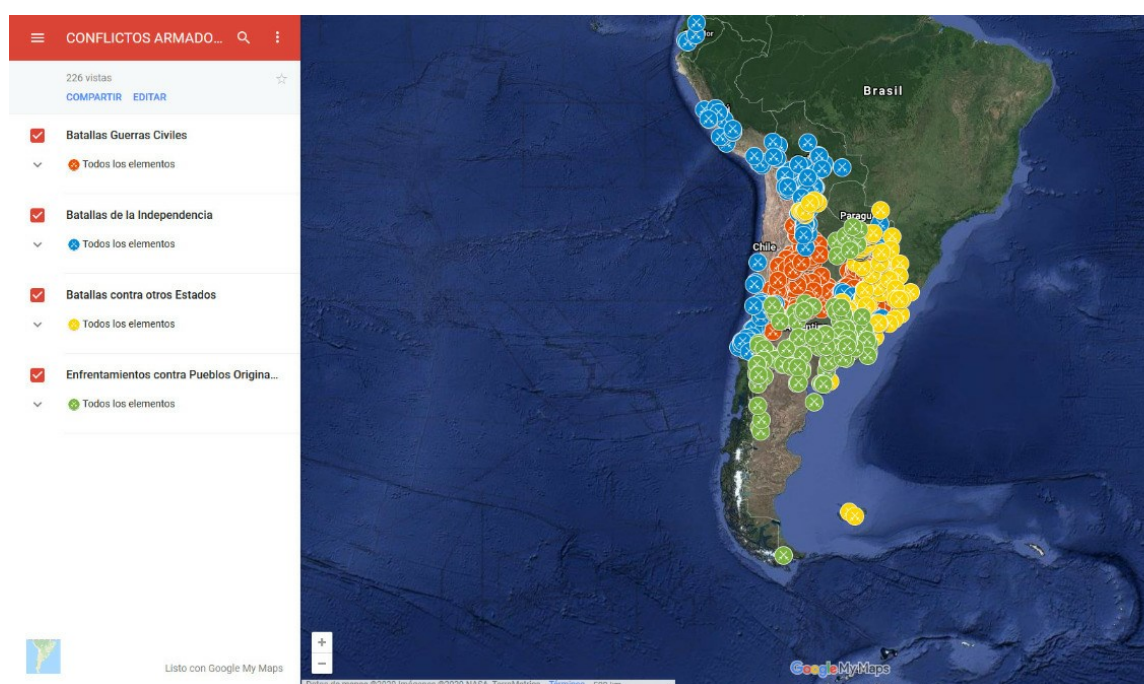 CONFLICTOS ARMADO...
226 vistas
COMPARTIR EDITAR
Batallas Guerras Civiles
Todos los elementos
Batallas de la Independencia
Todos los elementos
Batallas contra otros Estados
Todos los elementos
Enfrentamientos contra Pueblos Origina...
Todos los elementos
Listo con Google My Maps
Brasil
Paragu
Chile
Google My Maps